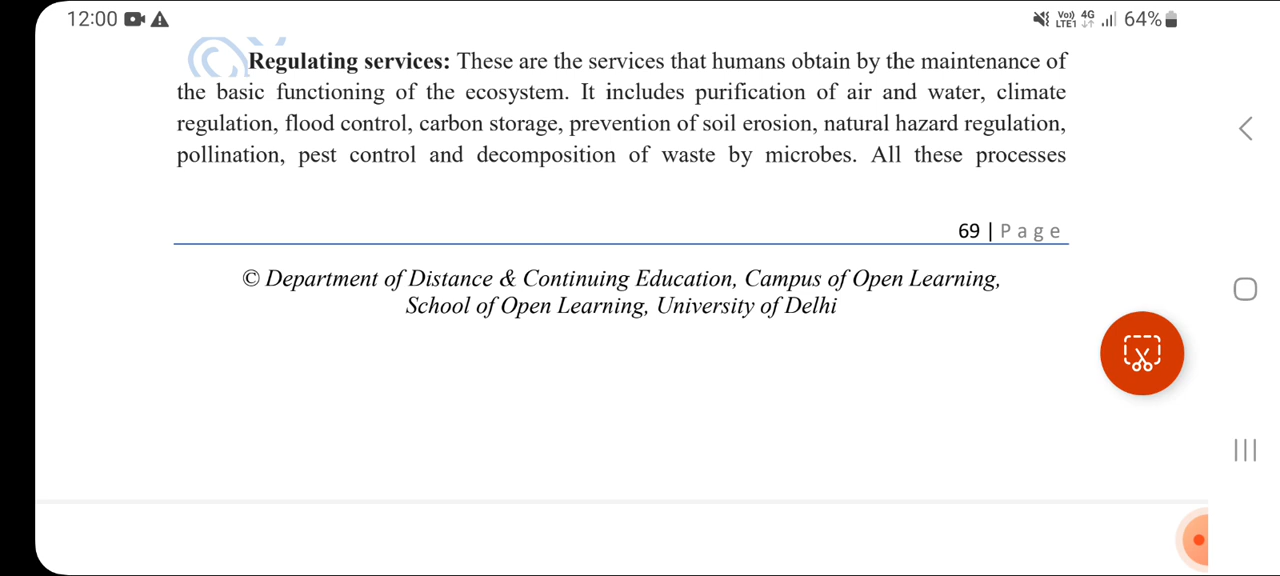 12:00
Vo)) 4G
LTE1 64%
Regulating services: These are the services that humans obtain by the maintenance of
the basic functioning of the ecosystem. It includes purification of air and water, climate
regulation, flood control, carbon storage, prevention of soil erosion, natural hazard regulation,
pollination, pest control and decomposition of waste by microbes. All these processes
69 | Page
© Department of Distance & Continuing Education, Campus of Open Learning,
School of Open Learning, University of Delhi